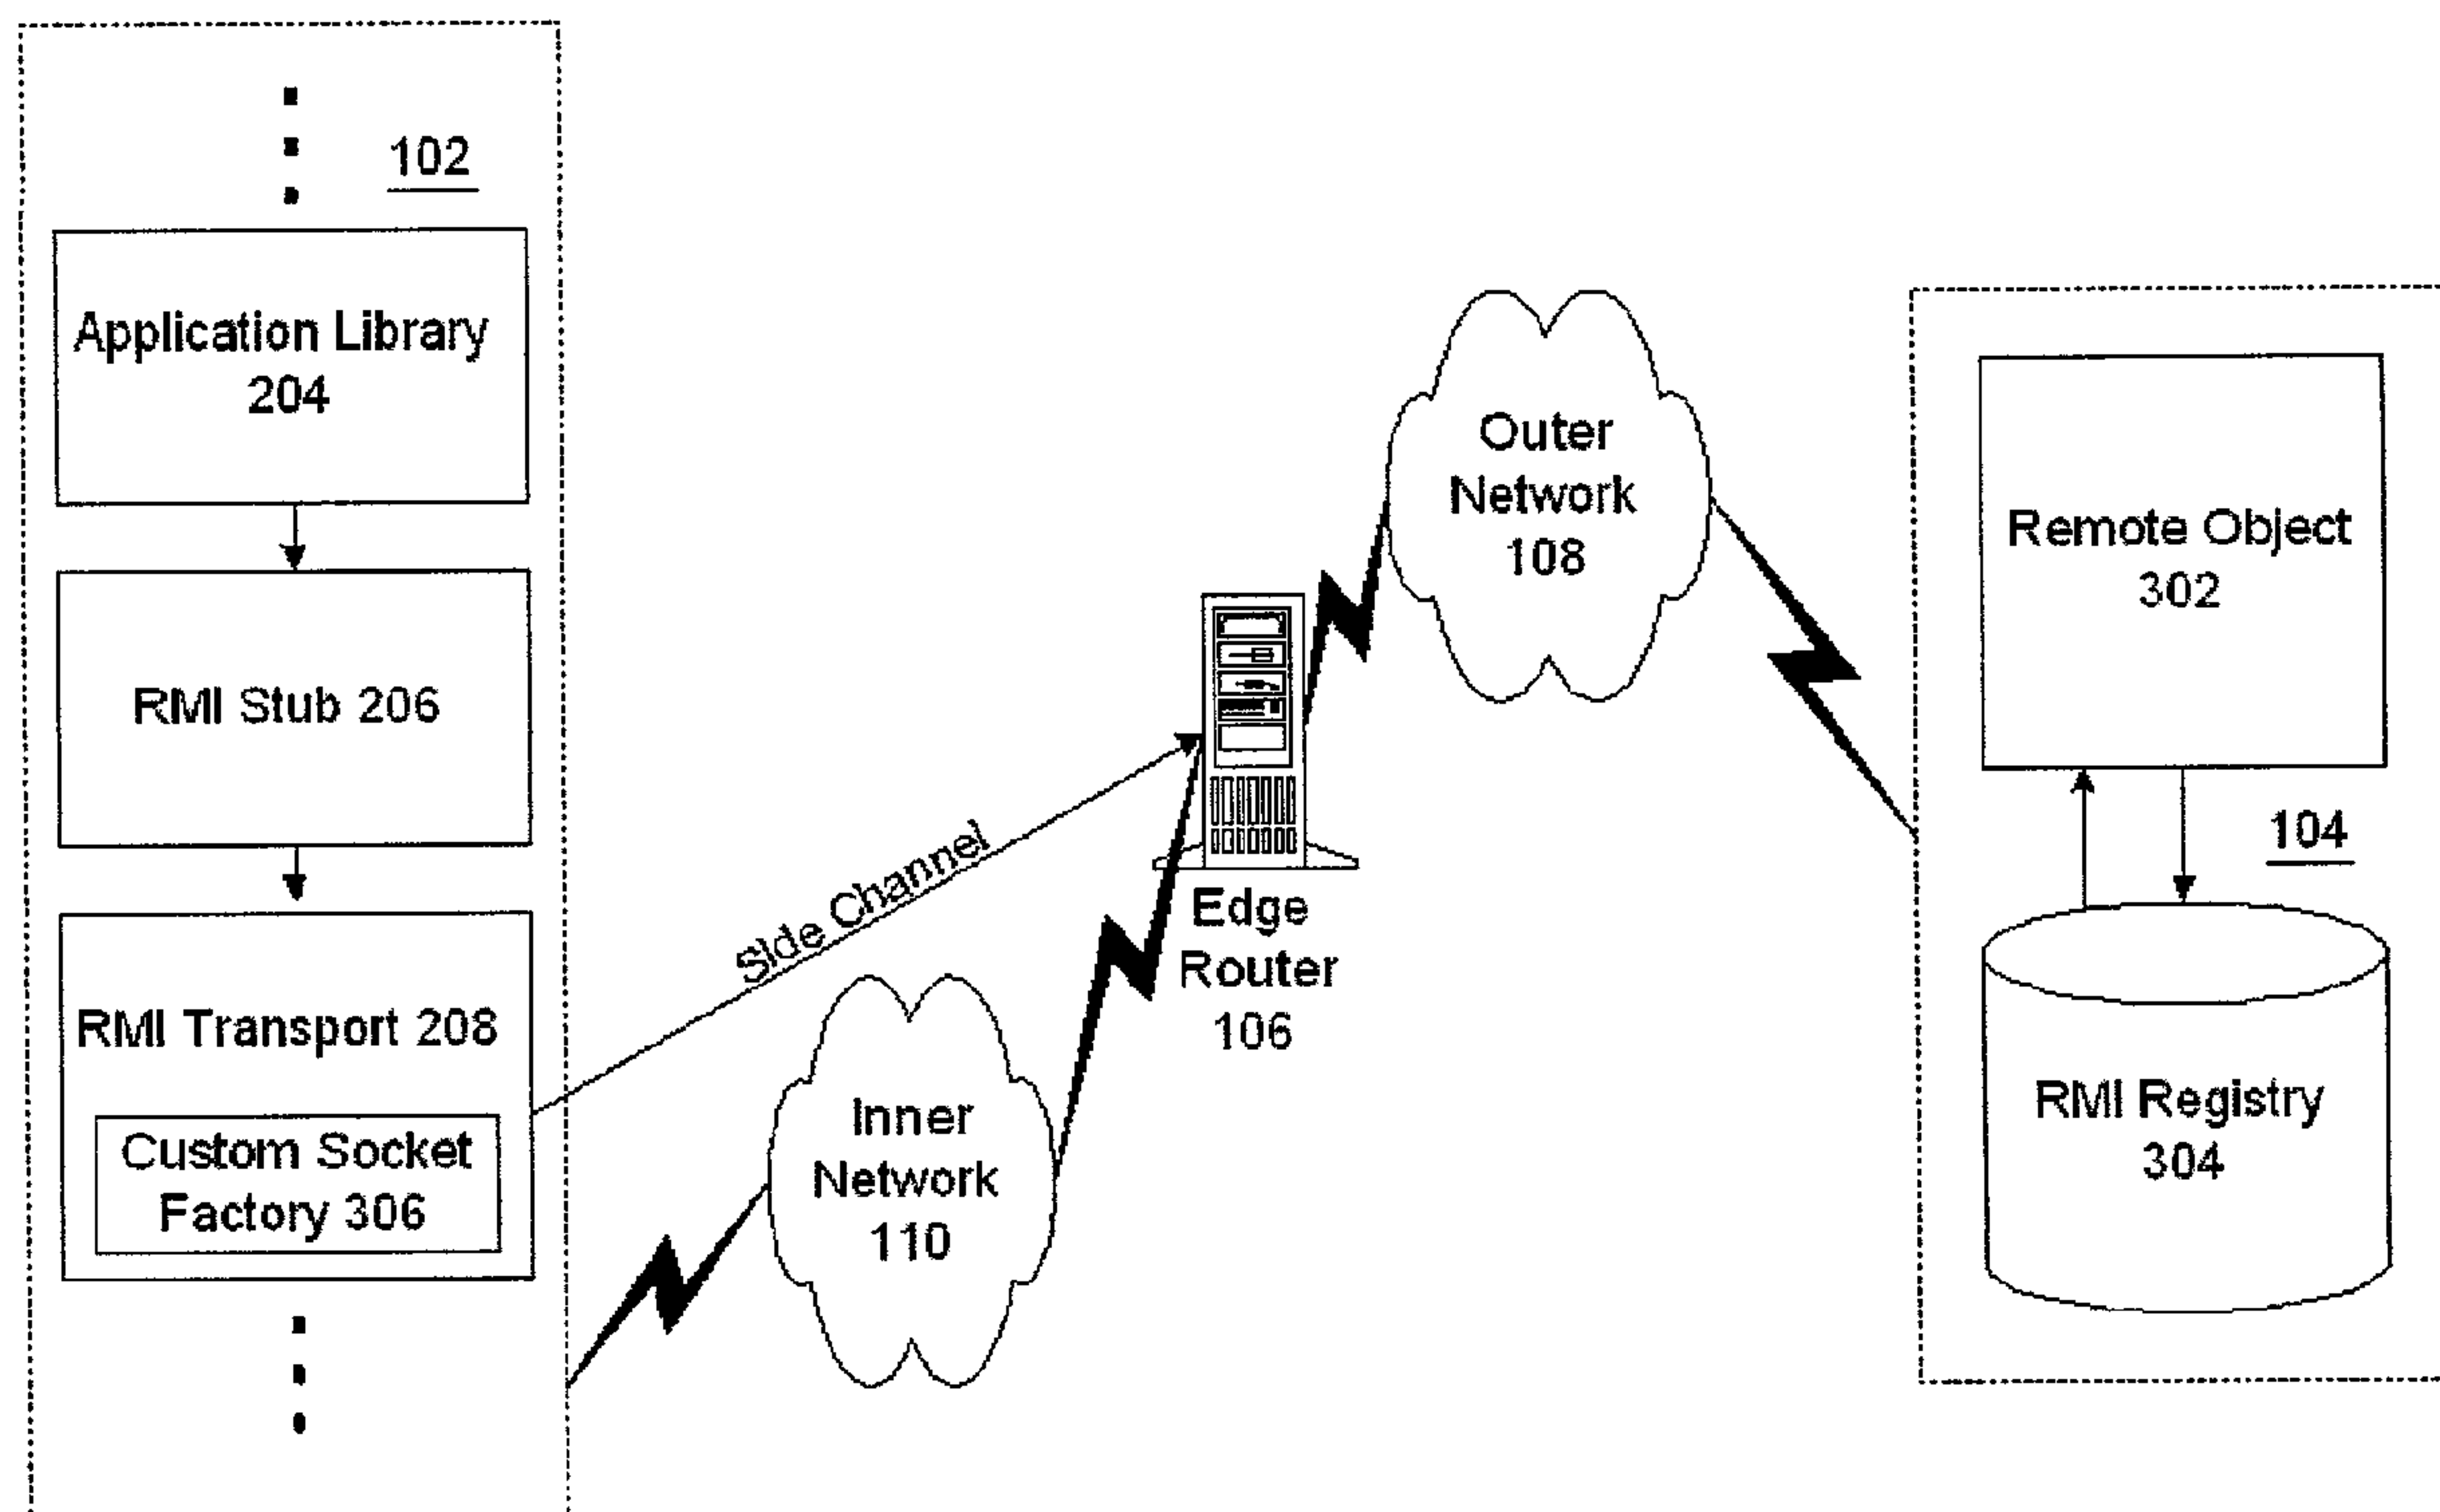 102
Application Library
204
RMI Stub 206
RMI Transport 208
Custom Socket
Factory 306
Side Channel
Inner
Network
110
Edge
Router
106
Outer
Network
108
Remote Object
302
104
RMI Registry
304